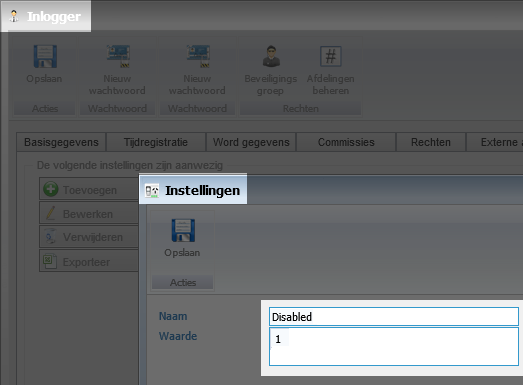 Inlogger
Opslaan
Nieuw wachtwoord
Nieuw wachtwoord
Beveiligings groep
Afdelingen beheren
Acties
Wachtwoord
Wachtwoord
Rechten
Basisgegevens
Tijdregistratie
Word gegevens
Commissies
Rechten
Externe
De volgende instellingen zijn aanwezig
Toevoegen
Bewerken
Verwijderen
Exporteer
Instellingen
Opslaan
Acties
Naam
Disabled
Waarde
1